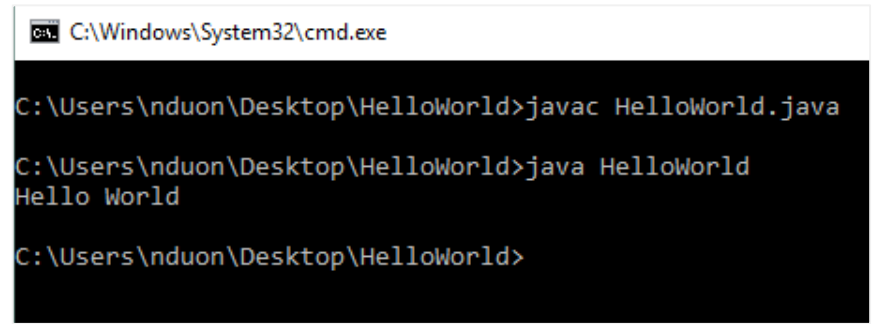 C:\Windows\System32\cmd.exe
C:\Users\nduon\Desktop\HelloWorld>javac HelloWorld.java
C:\Users\nduon\Desktop\HelloWorld>java HelloWorld
Hello World
C:\Users\nduon\Desktop\HelloWorld>